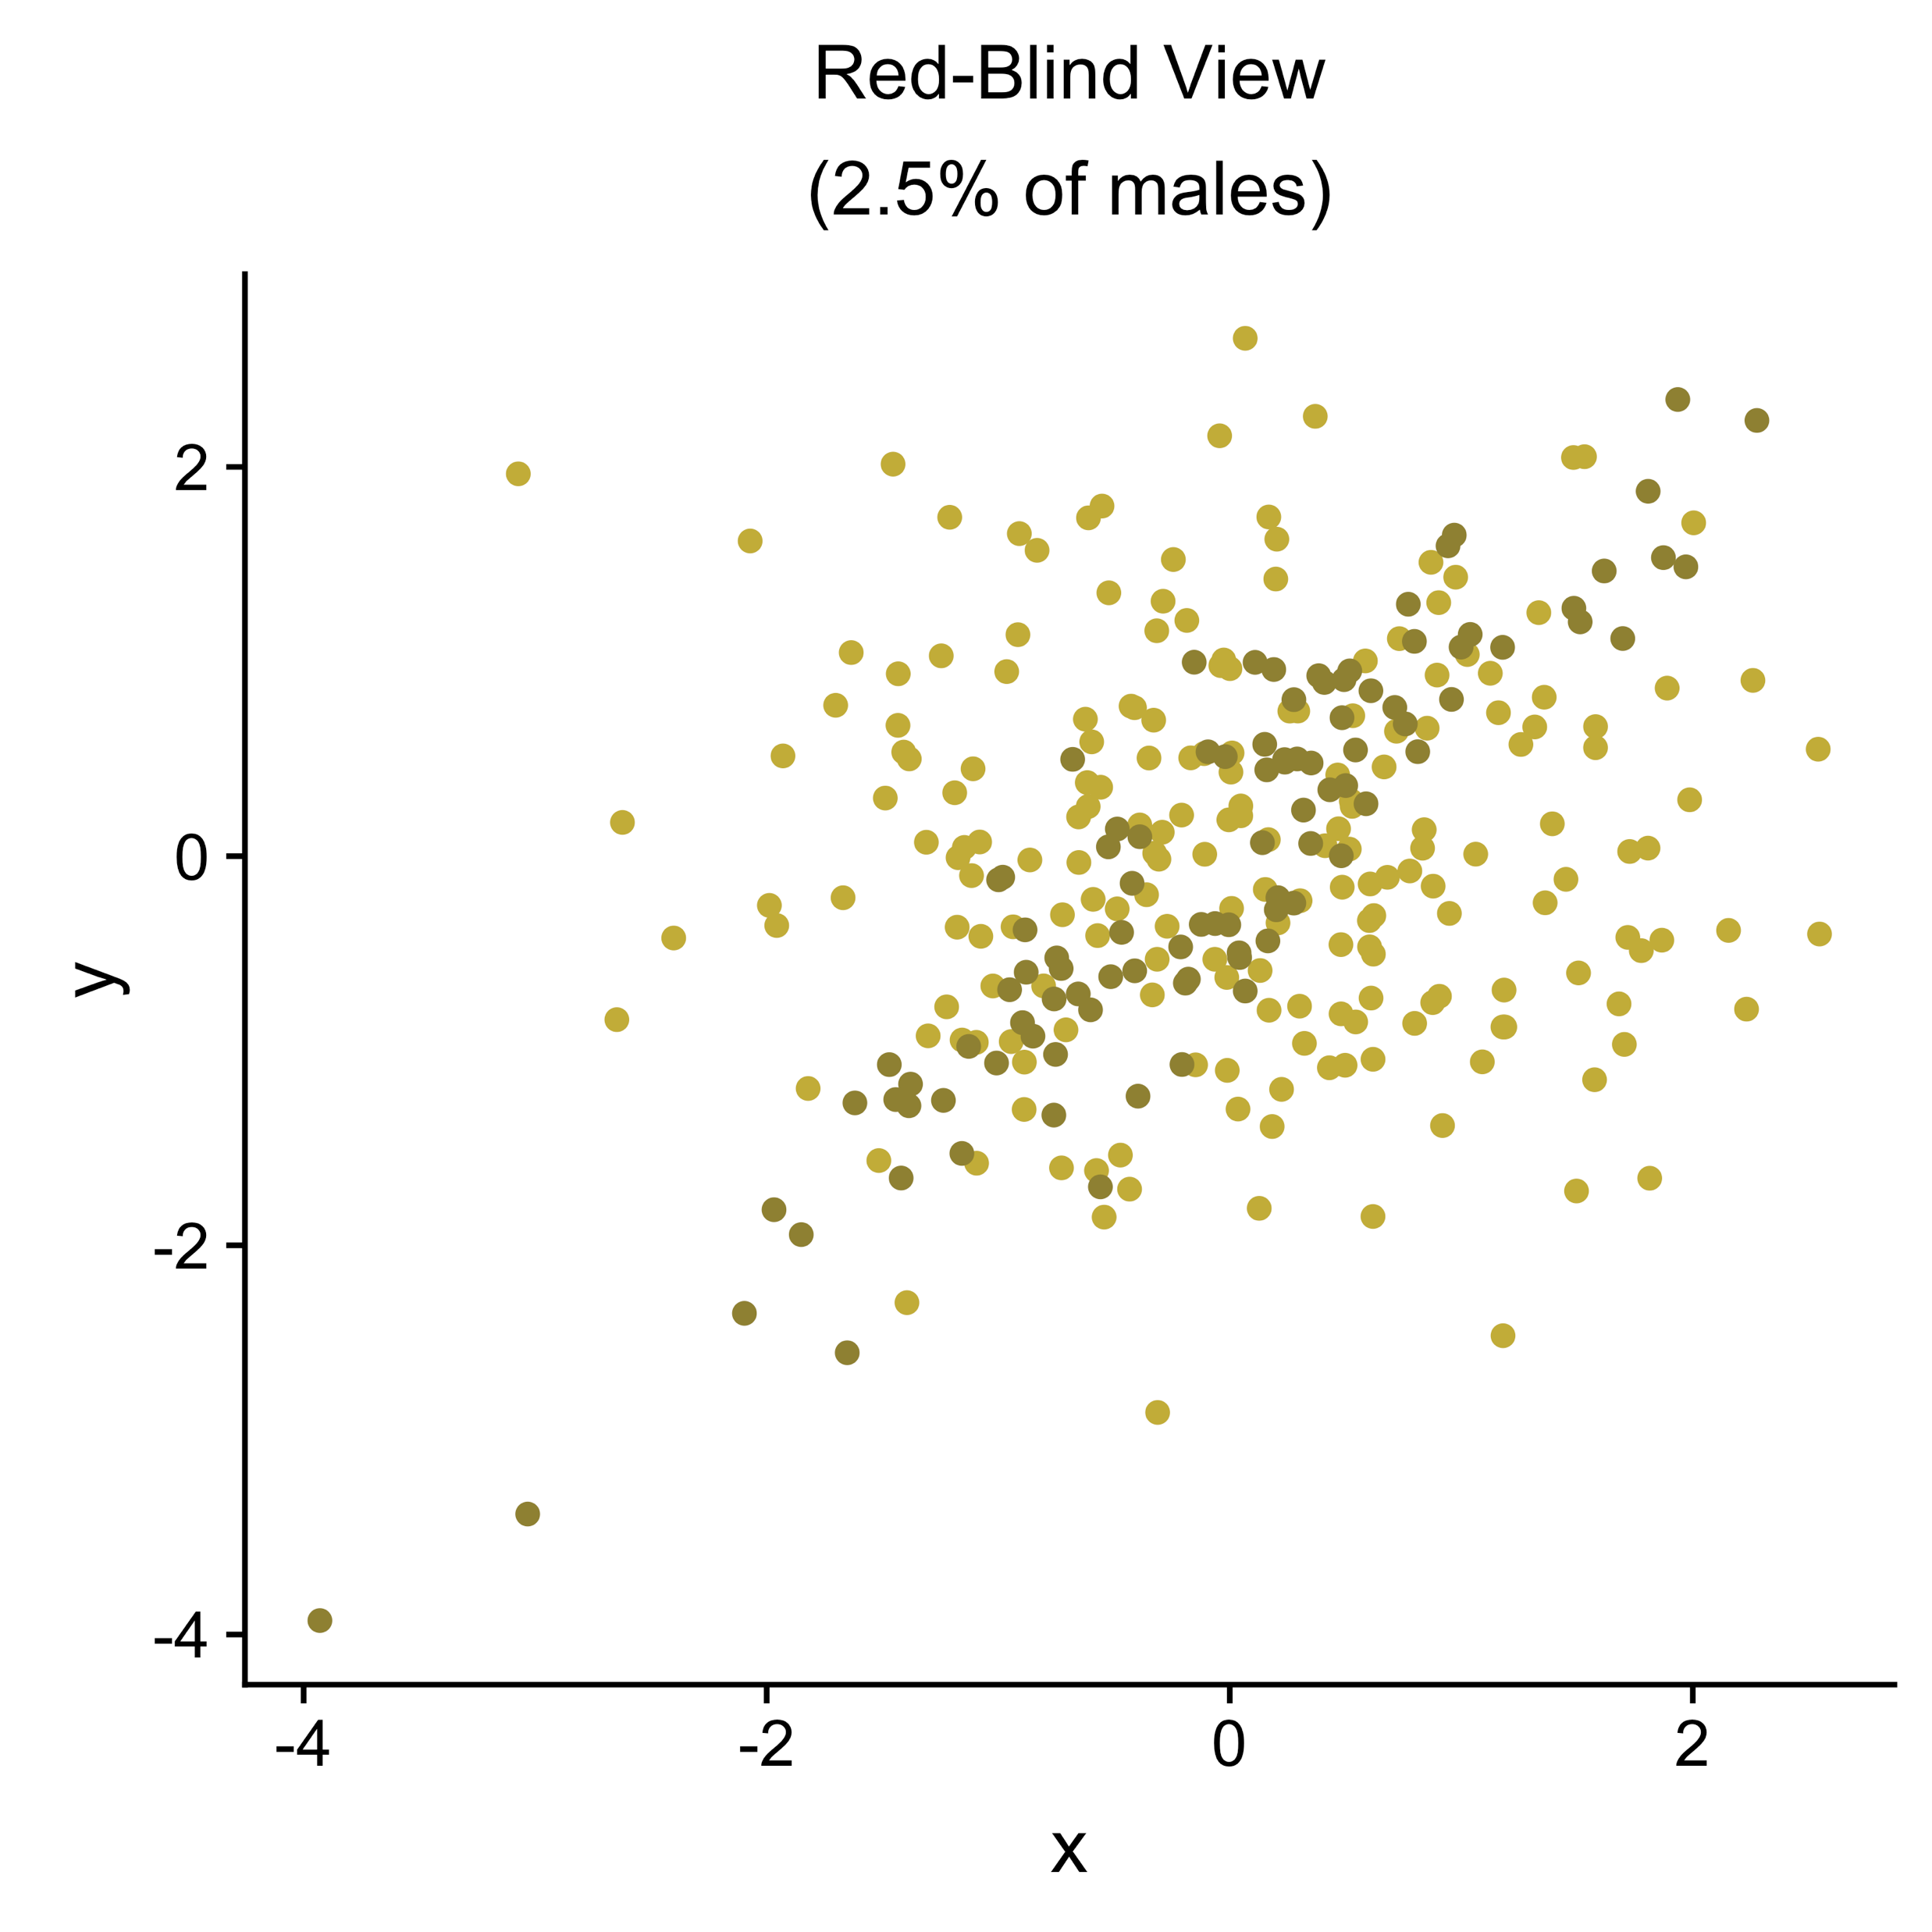 Red-Blind View
(2.5% of males)
2
0
-2
-4
y
-4 -2 0 2
x